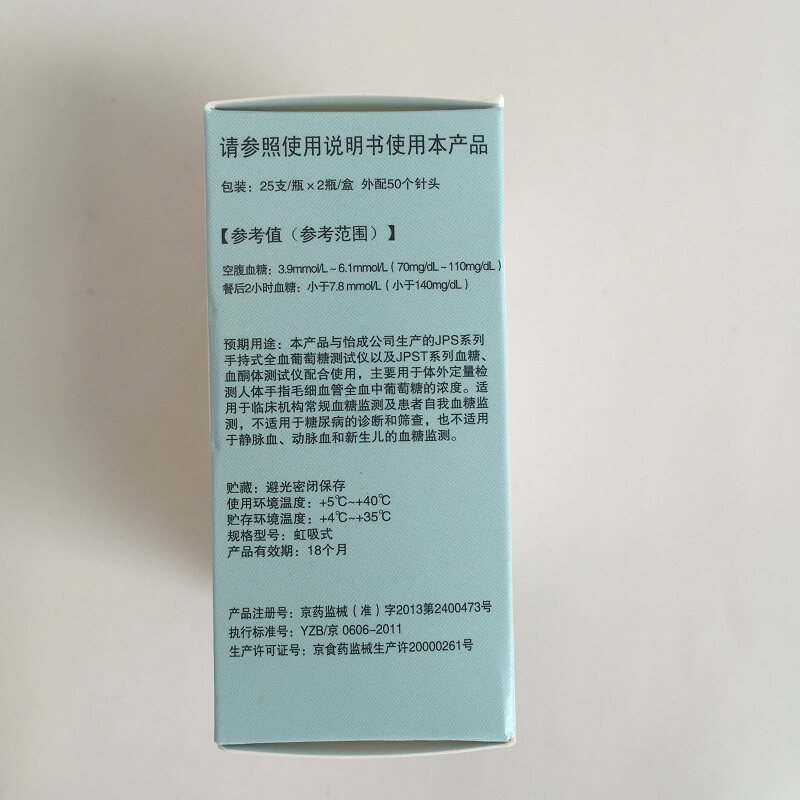 请参照使用说明书使用本产品
包装：25支/瓶×2瓶/盒 外配50个针头
【参考值（参考范围）】
空腹血糖：3.9mmol/L~6.1mmol/L（70mg/dL~110mg/dL）
餐后2小时血糖：小于7.8 mmol/L（小于140mg/dL）
预期用途：本产品与怡成公司生产的JPS系列
手持式全血葡萄糖测试仪以及JPST系列血糖、
血酮体测试仪配合使用，主要用于体外定量检
测人体手指毛细血管全血中葡萄糖的浓度。适
用于临床机构常规血糖监测及患者自我血糖监
测，不适用于糖尿病的诊断和筛查，也不适用
于静脉血、动脉血和新生儿的血糖监测。
贮藏：避光密闭保存
使用环境温度：+5℃~+40℃
贮存环境温度：+4℃~+35℃
规格型号：虹吸式
产品有效期：18个月
产品注册号：京药监械（准）字2013第2400473号
执行标准号：YZB/京 0606-2011
生产许可证号：京食药监械生产许20000261号